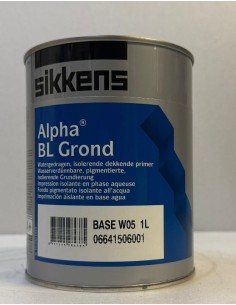 sikkens
Alpha®
BL Grond
Watergedragen, isolerende dekkende primer
Wasserverdünnbare, pigmentierte,
isolierende Grundierung
Impression isolante en phase aqueuse
Fondo pigmentato isolante all'acqua
Imprimación aislante en base agua
BASE W05 1L
06641506001